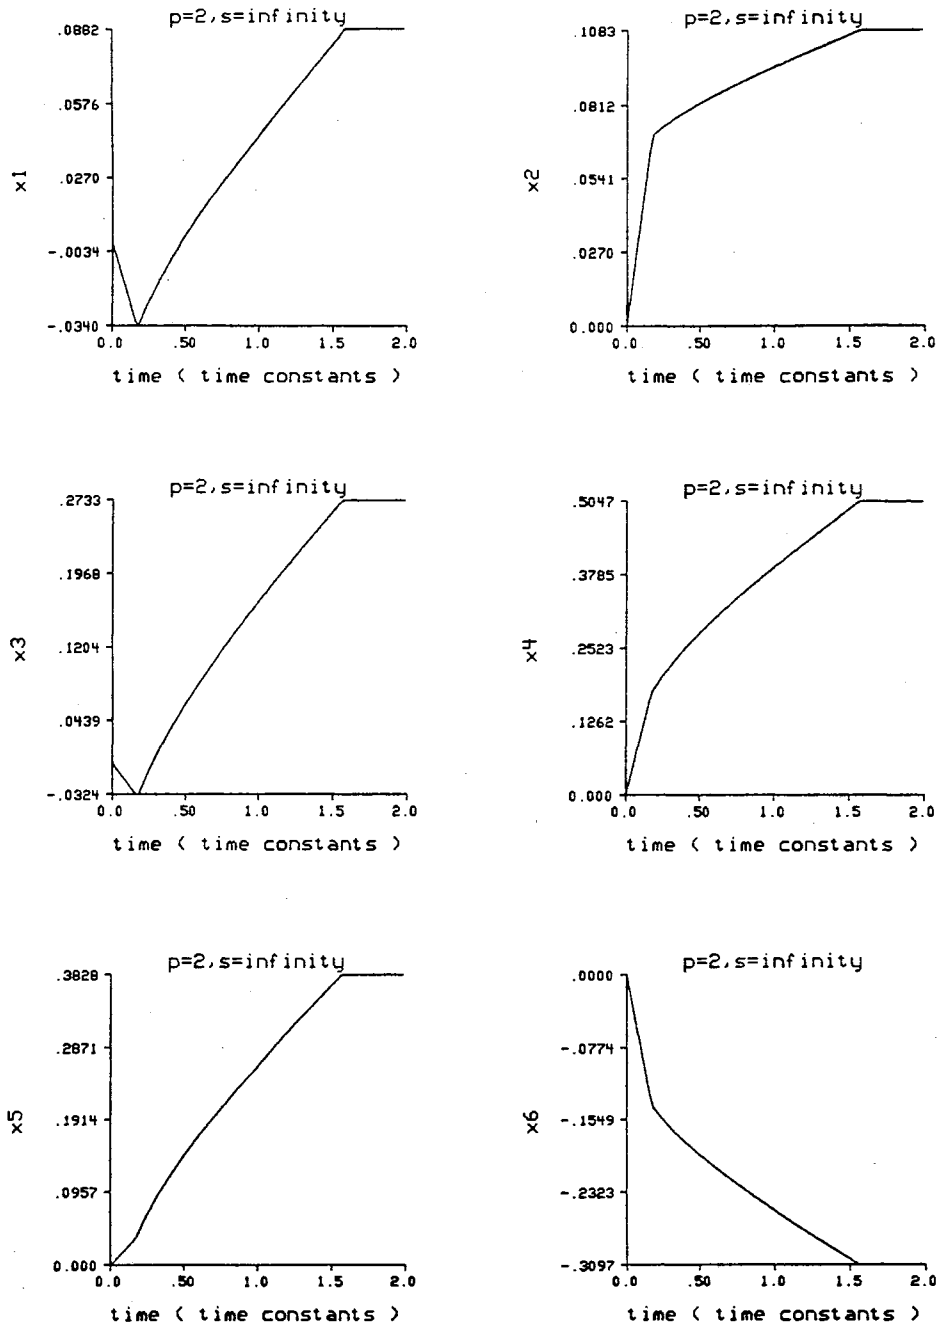 p=2,s=infinity
.0882
.0576
.0270
-.0034
-.0340
x1
0.0 .50 1.0 1.5 2.0
time ( time constants )
p=2,s=infinity
.1083
.0812
.0541
.0270
0.000
x2
0.0 .50 1.0 1.5 2.0
time ( time constants )
p=2,s=infinity
.2733
.1968
.1204
.0439
-.0324
x3
0.0 .50 1.0 1.5 2.0
time ( time constants )
p=2,s=infinity
.5047
.3785
.2523
.1262
0.000
x4
0.0 .50 1.0 1.5 2.0
time ( time constants )
p=2,s=infinity
.3828
.2871
.1914
.0957
0.000
x5
0.0 .50 1.0 1.5 2.0
time ( time constants )
p=2,s=infinity
.0000
-.0774
-.1549
-.2323
-.3097
x6
0.0 .50 1.0 1.5 2.0
time ( time constants )